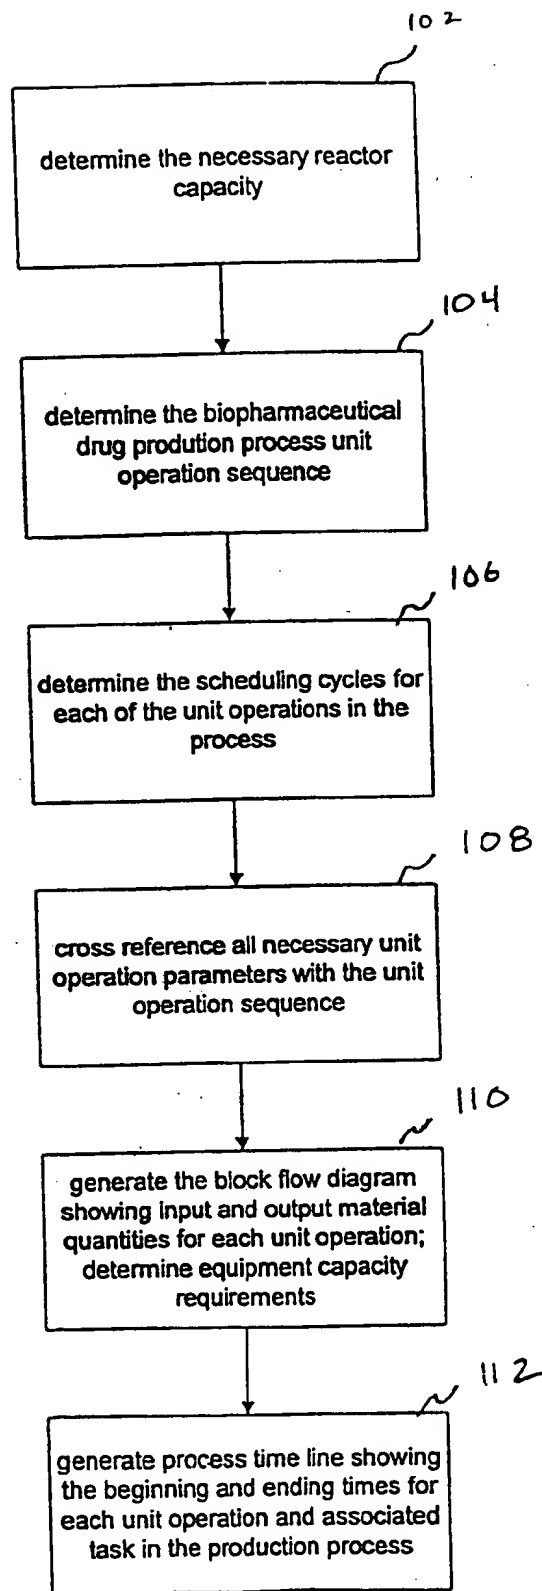 102
determine the necessary reactor
capacity
104
determine the biopharmaceutical
drug prodution process unit
operation sequence
106
determine the scheduling cycles for
each of the unit operations in the
process
108
cross reference all necessary unit
operation parameters with the unit
operation sequence
110
generate the block flow diagram
showing input and output material
quantities for each unit operation;
determine equipment capacity
requirements
112
generate process time line showing
the beginning and ending times for
each unit operation and associated
task in the production process